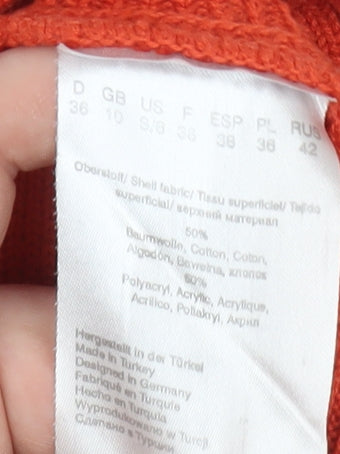 D GB US F ESP PL RUS
36 10 S/8 36 38 36 42
Oberstoff/ Shell fabric/ Tissu superficiel/ Tejido
superficial/ верхний материал
50%
Baumwolle, Cotton, Coton,
Algodón, Bawełna, хлопок
50%
Polyacryl, Acrylic, Acrylique,
Acrílico, Poliakryl, Акрил
Hergestellt in der Türkei
Made in Turkey
Designed in Germany
Fabriqué en Turquie
Hecho en Turquía
Wyprodukowano w Turcji
Сделано в Турции